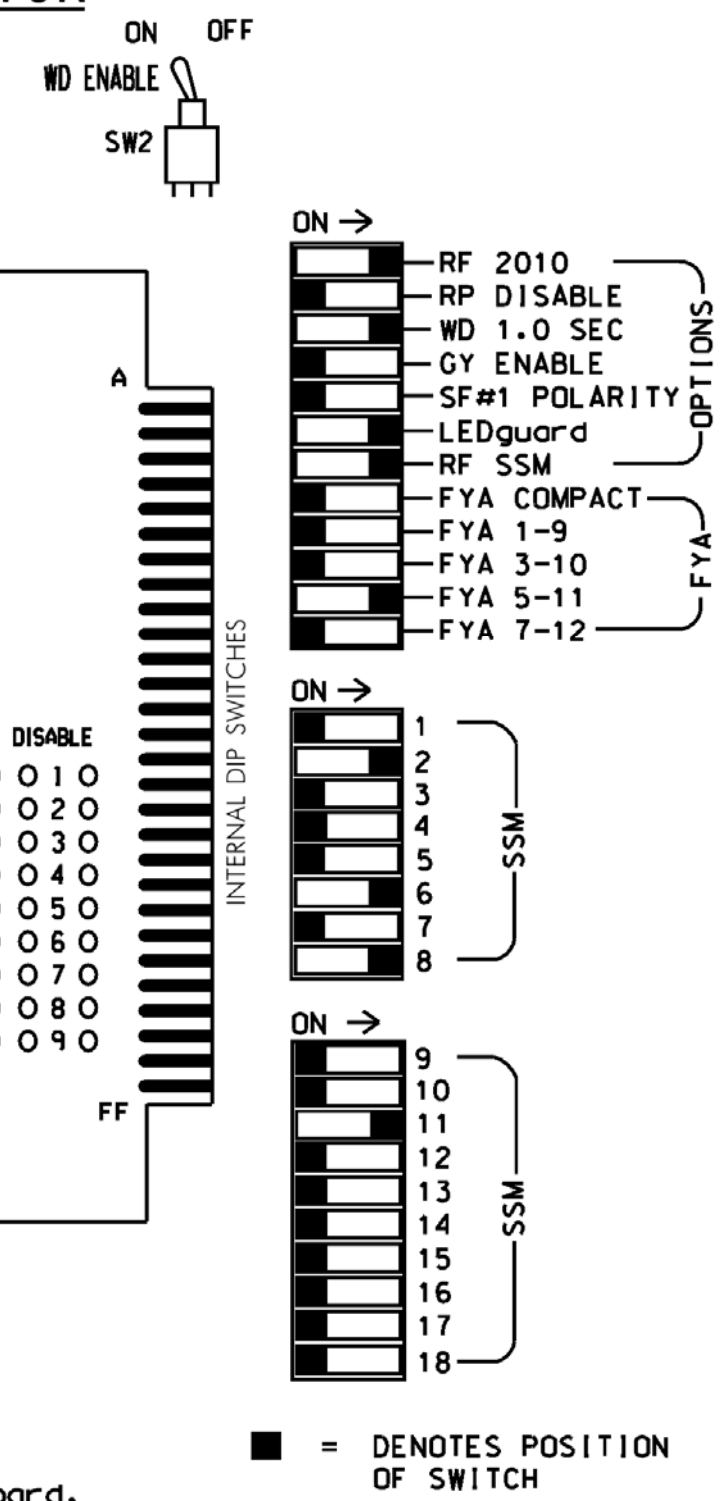 ON OFF
WD ENABLE
SW2
ON →
RF 2010
RP DISABLE
WD 1.0 SEC
GY ENABLE
SF#1 POLARITY
LEDguard
RF SSM
OPTIONS
FYA COMPACT
FYA 1-9
FYA 3-10
FYA 5-11
FYA 7-12
FYA
A
FF
DISABLE
O 1 O
O 2 O
O 3 O
O 4 O
O 5 O
O 6 O
O 7 O
O 8 O
O 9 O
INTERNAL DIP SWITCHES
ON →
1
2
3
4
5
6
7
8
SSM
ON →
9
10
11
12
13
14
15
16
17
18
SSM
■ = DENOTES POSITION
OF SWITCH